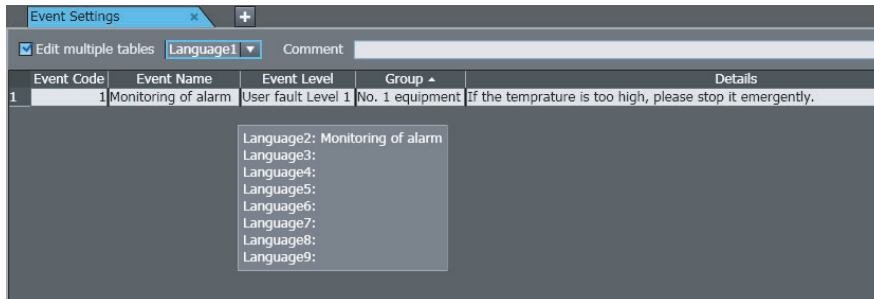 Event Settings
Edit multiple tables Language1 Comment
Event Code Event Name Event Level Group Details
1 1 Monitoring of alarm User fault Level 1 No. 1 equipment If the temprature is too high, please stop it emergently.
Language2: Monitoring of alarm
Language3:
Language4:
Language5:
Language6:
Language7:
Language8:
Language9: